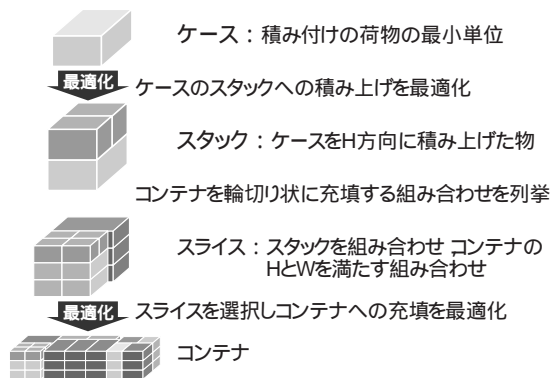 ケース：積み付けの荷物の最小単位
最適化
ケースのスタックへの積み上げを最適化
スタック：ケースをH方向に積み上げた物
コンテナを輪切り状に充填する組み合わせを列挙
スライス：スタックを組み合わせ コンテナの
HとWを満たす組み合わせ
最適化
スライスを選択しコンテナへの充填を最適化
コンテナ